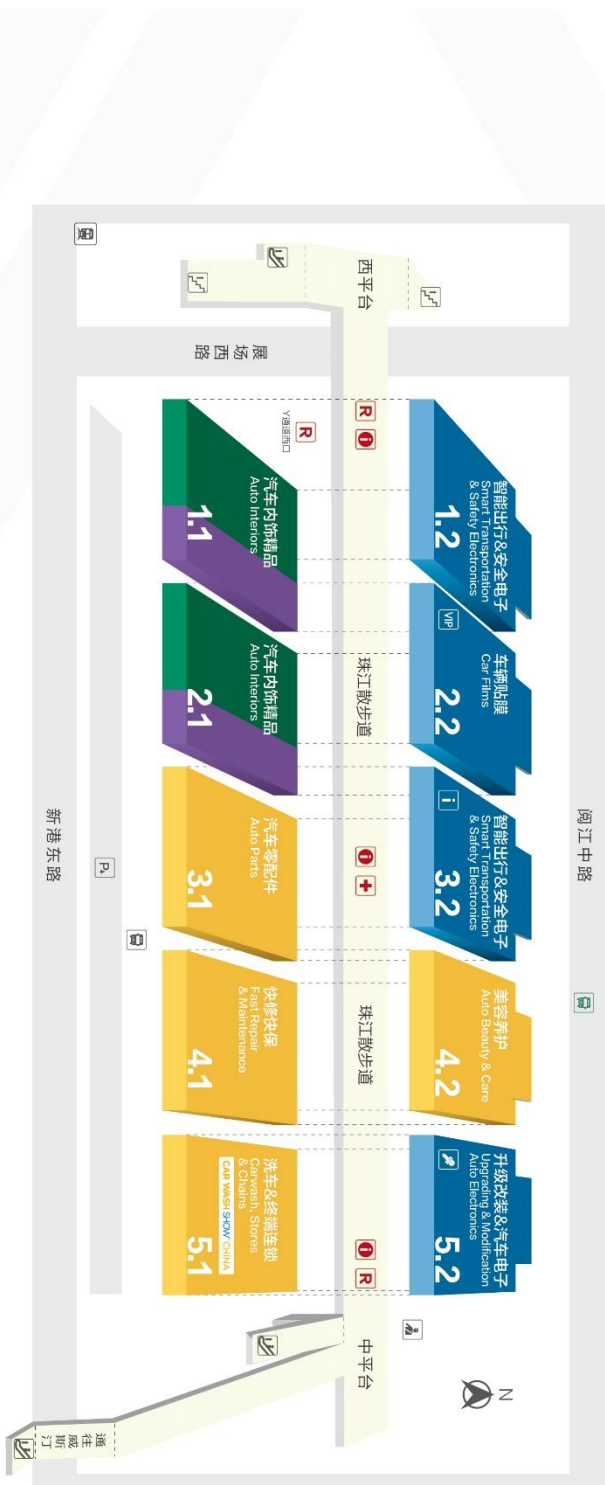 阅江中路
N
智能出行&安全电子
Smart Transportation
& Safety Electronics
1.2
车辆贴膜
Car Films
VIP
2.2
智能出行&安全电子
Smart Transportation
& Safety Electronics
i
3.2
美容养护
Auto Beauty & Care
4.2
升级改装&汽车电子
Upgrading & Modification
Auto Electronics
5.2
西平台
R
i
珠江散步道
i
珠江散步道
i
R
中平台
展场西路
R
Y通道西口
汽车内饰精品
Auto Interiors
1.1
汽车内饰精品
Auto Interiors
2.1
汽车零配件
Auto Parts
3.1
快修快保
Fast Repair
& Maintenance
4.1
洗车&终端连锁
Carwash, Stores
& Chains
CAR WASH SHOW CHINA
5.1
P
新港东路
通往
威斯汀